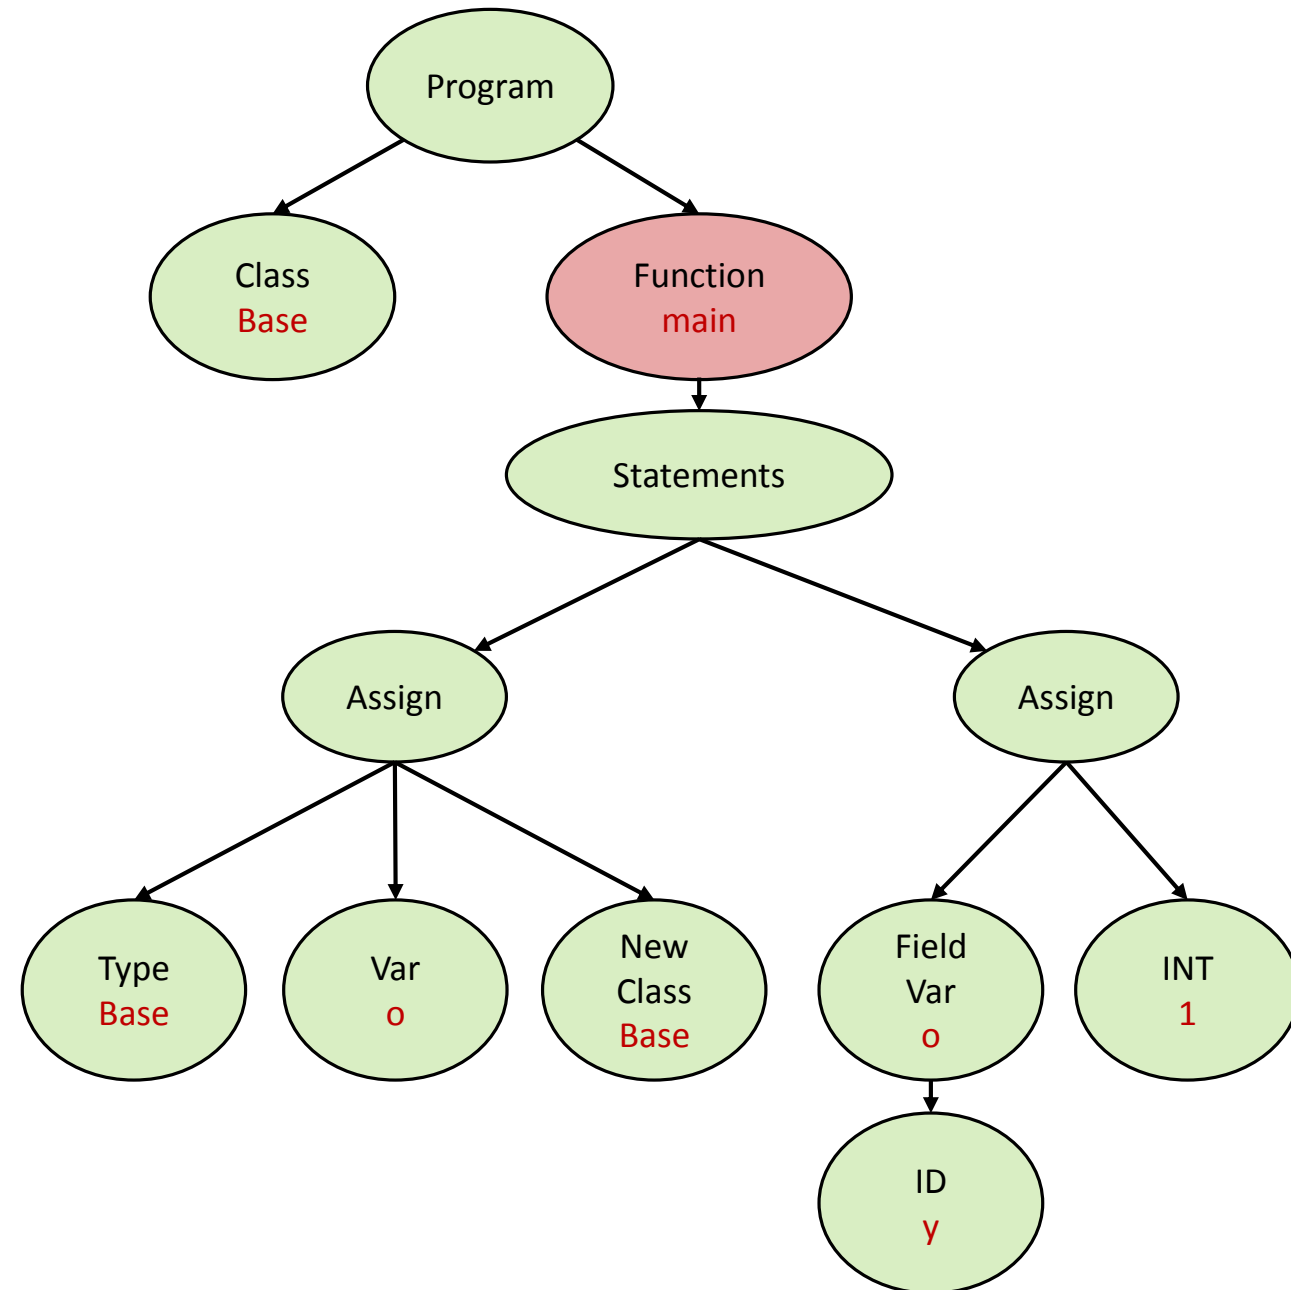 Program
Class
Base
Function
main
Statements
Assign
Assign
Type
Base
Var
o
New
Class
Base
Field
Var
o
INT
1
ID
y